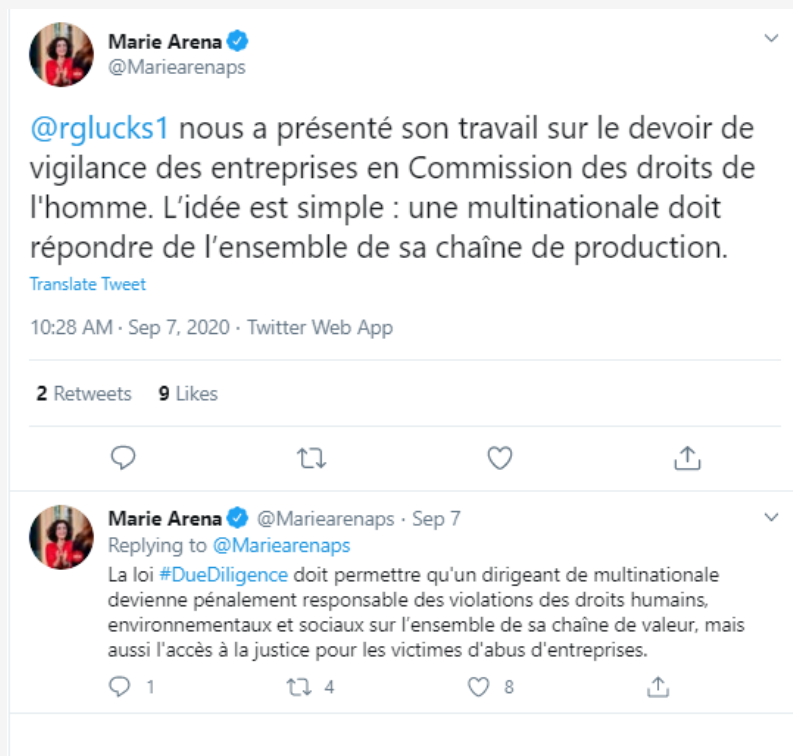 Marie Arena
@Mariearenaps
@rglucks1 nous a présenté son travail sur le devoir de
vigilance des entreprises en Commission des droits de
l'homme. L’idée est simple : une multinationale doit
répondre de l’ensemble de sa chaîne de production.
Translate Tweet
10:28 AM · Sep 7, 2020 · Twitter Web App
2 Retweets 9 Likes
Marie Arena @Mariearenaps · Sep 7
Replying to @Mariearenaps
La loi #DueDiligence doit permettre qu'un dirigeant de multinationale
devienne pénalement responsable des violations des droits humains,
environnementaux et sociaux sur l’ensemble de sa chaîne de valeur, mais
aussi l'accès à la justice pour les victimes d'abus d'entreprises.
1 4 8